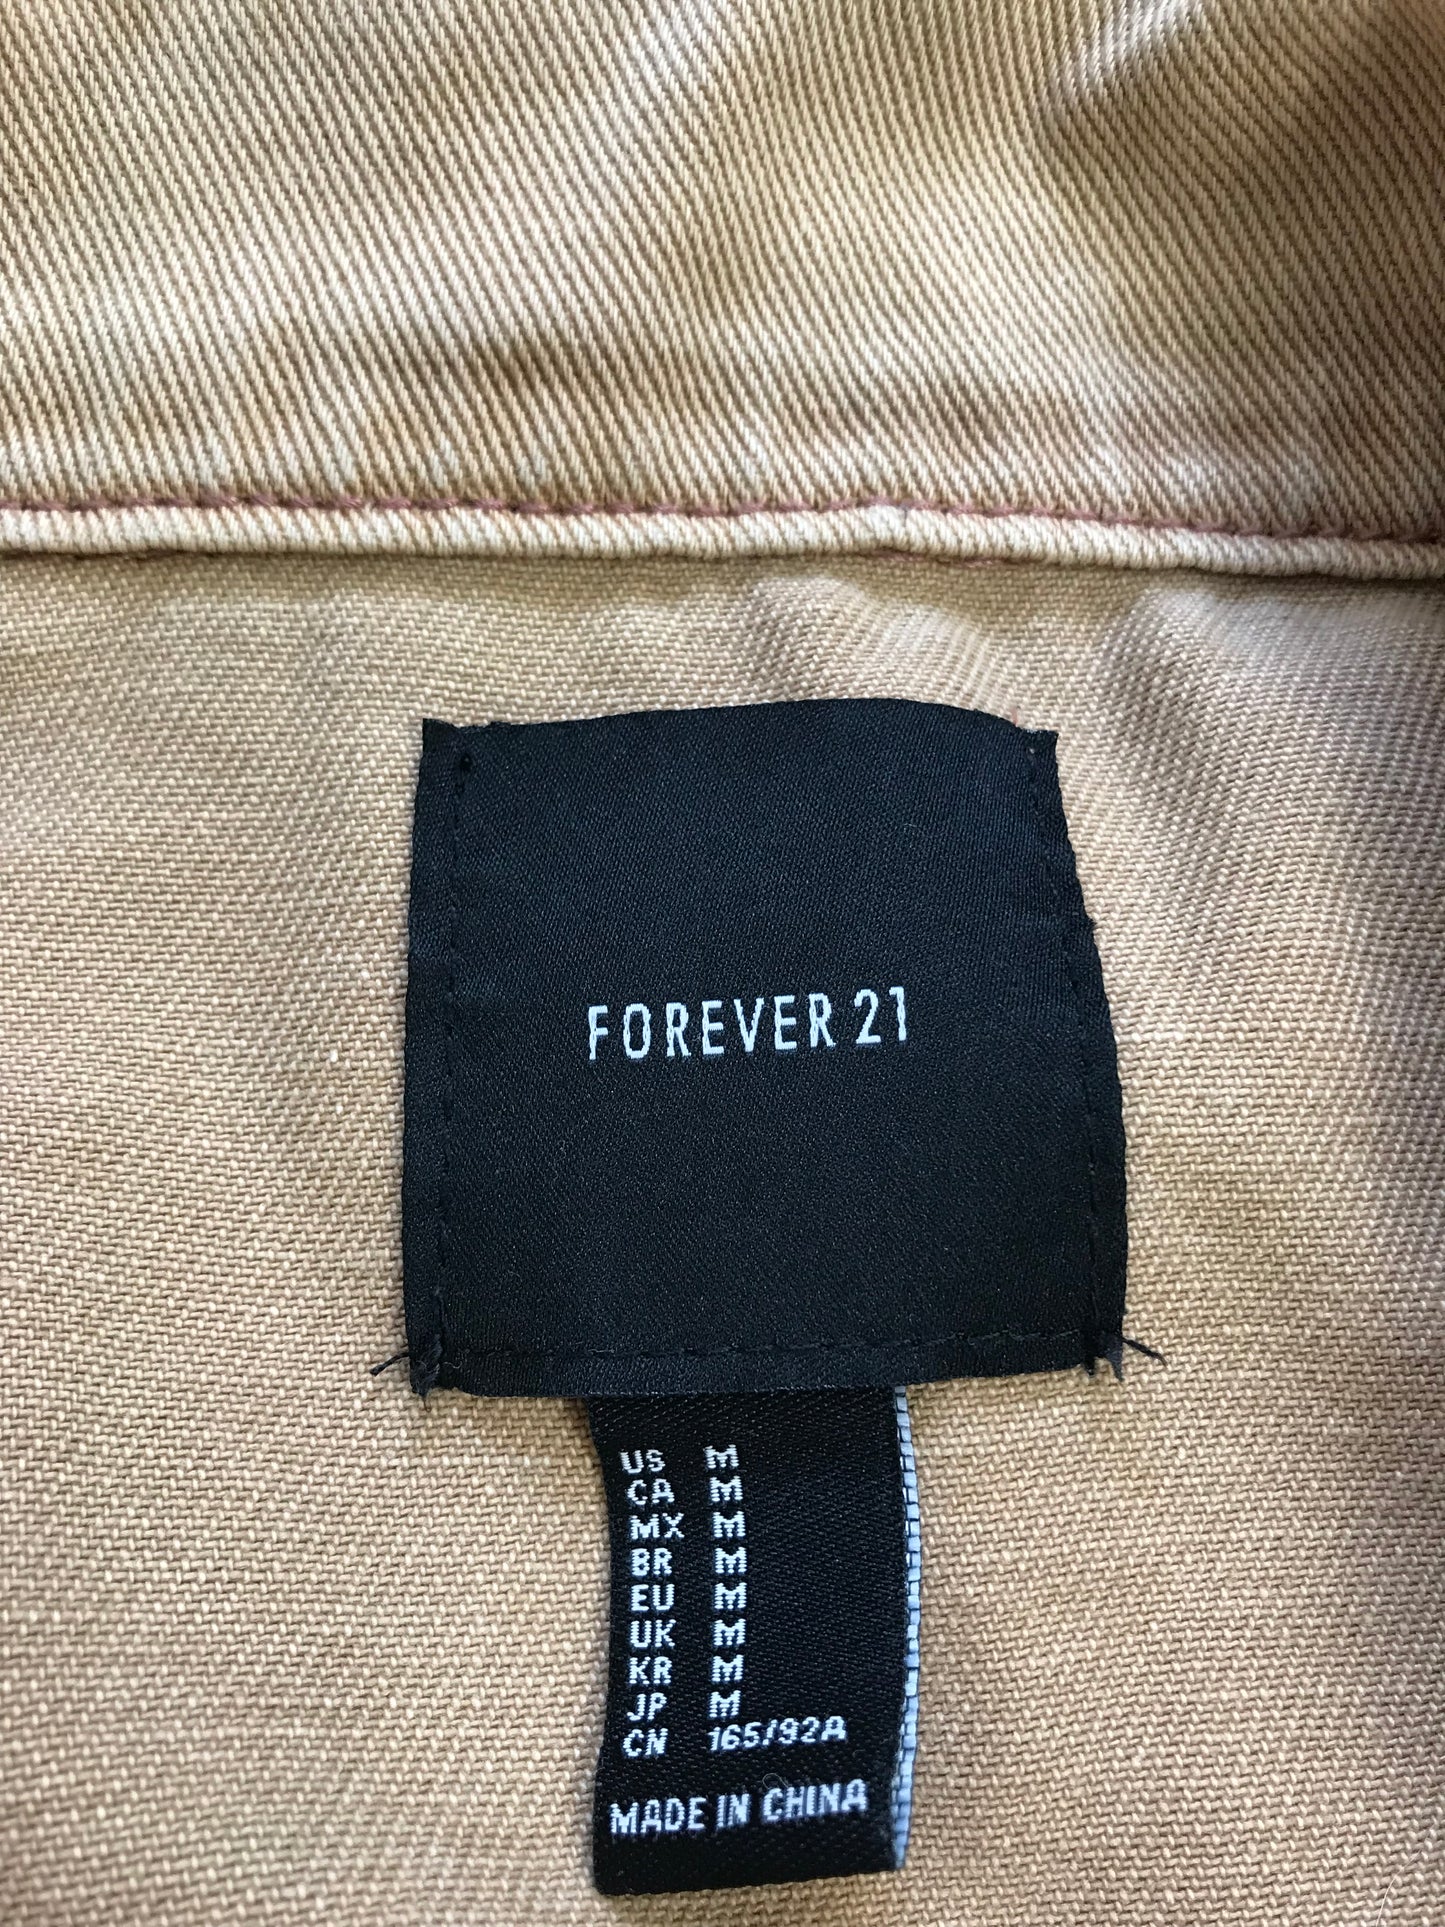 FOREVER 21
US M
CA M
MX M
BR M
EU M
UK M
KR M
JP M
CN 165/92A
MADE IN CHINA